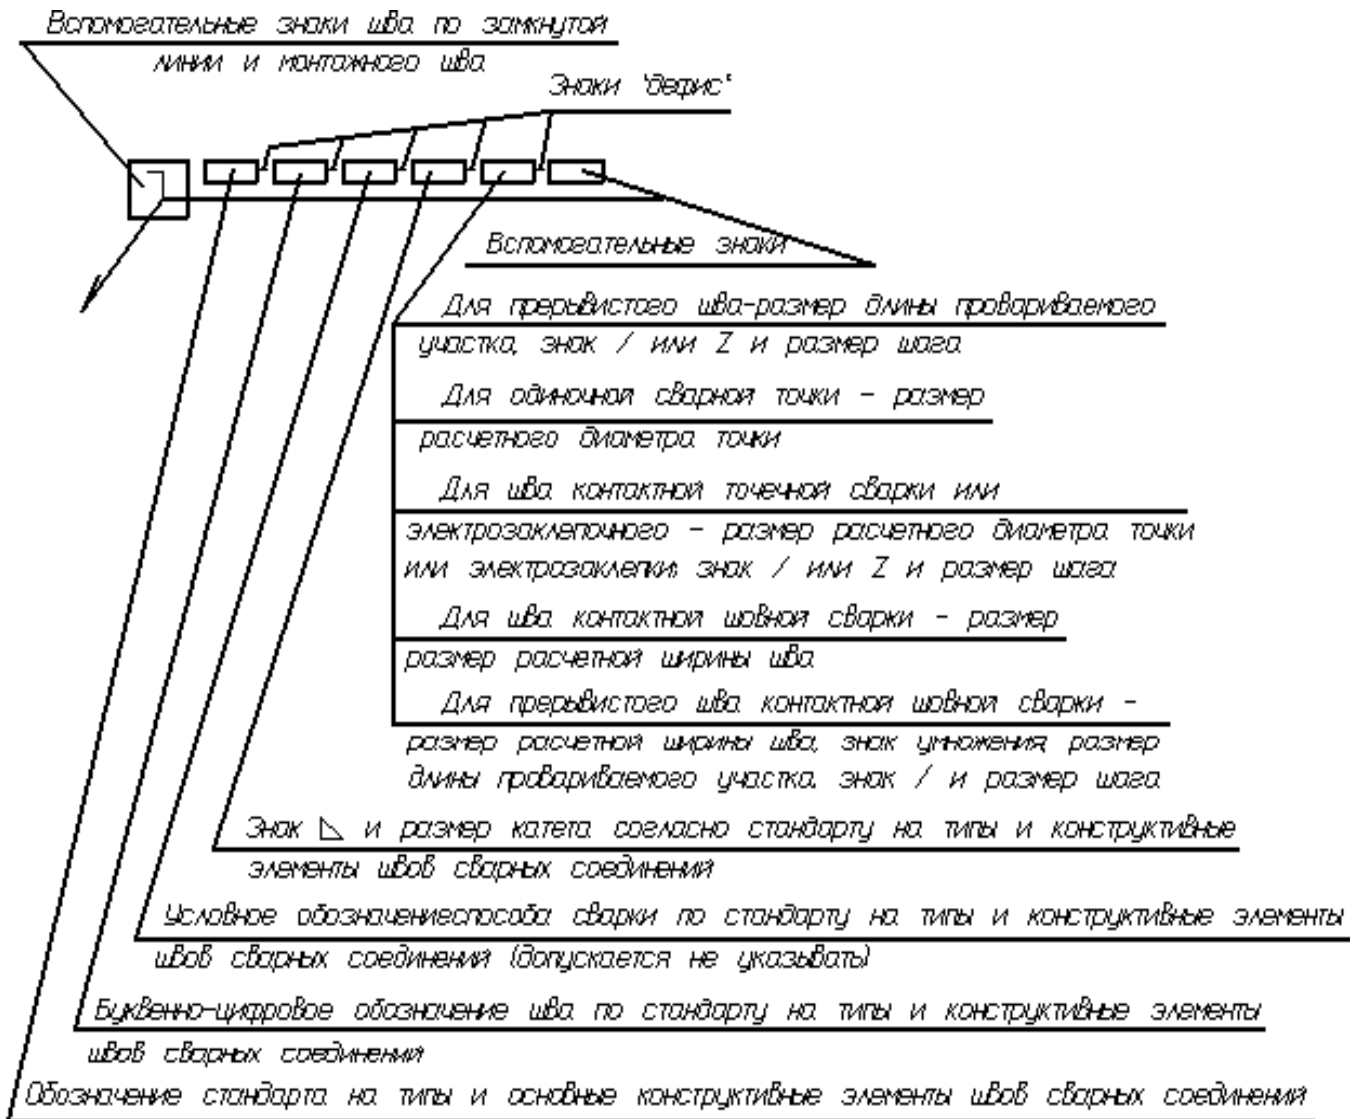 Вспомогательные знаки шва по замкнутой
линии и монтажного шва
Знаки "дефис"
Вспомогательные знаки
Для прерывистого шва-размер длины провариваемого
участка, знак / или Z и размер шага
Для одиночной сварной точки - размер
расчетного диаметра точки
Для шва контактной точечной сварки или
электрозаклепочного - размер расчетного диаметра точки
или электрозаклепки; знак / или Z и размер шага
Для шва контактной шовной сварки - размер
размер расчетной ширины шва
Для прерывистого шва контактной шовной сварки -
размер расчетной ширины шва, знак умножения, размер
длины провариваемого участка, знак / и размер шага
Знак ◺ и размер катета согласно стандарту на типы и конструктивные
элементы швов сварных соединений
Условное обозначениеспособа сварки по стандарту на типы и конструктивные элементы
швов сварных соединений (допускается не указывать)
Буквенно-цифровое обозначение шва по стандарту на типы и конструктивные элементы
швов сварных соединений
Обозначение стандарта на типы и основные конструктивные элементы швов сварных соединений